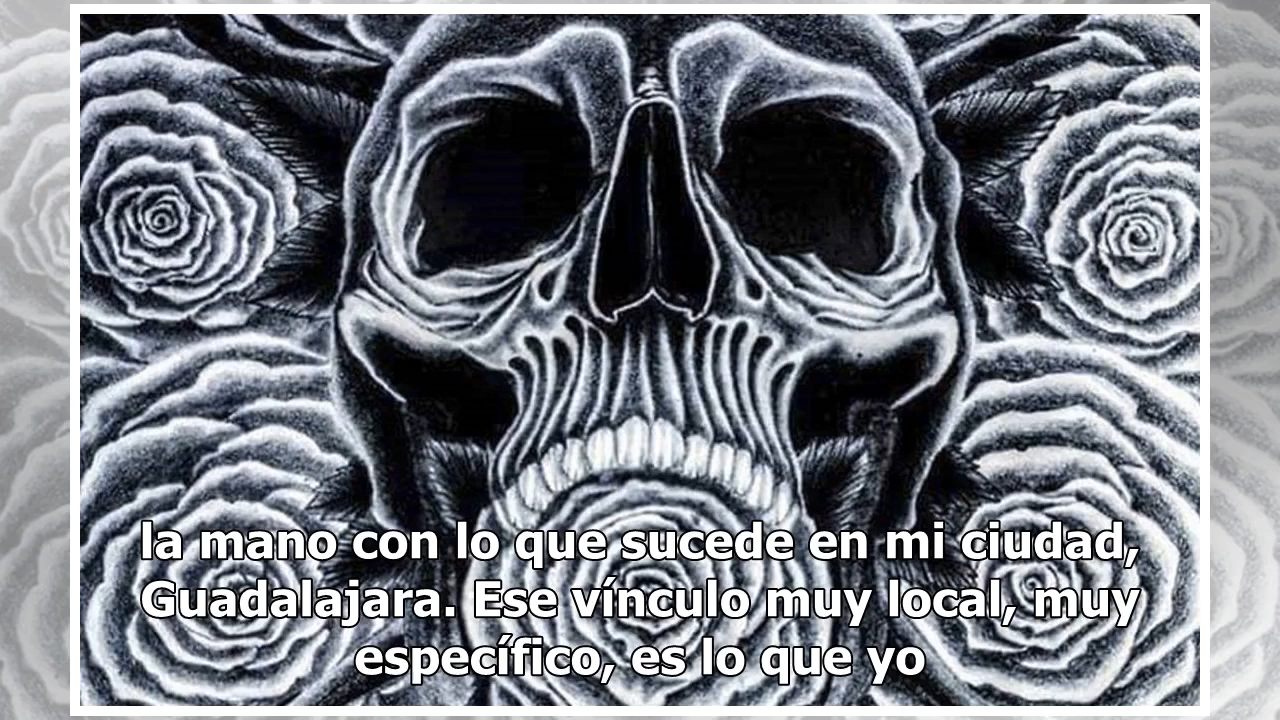 la mano con lo que sucede en mi ciudad,
Guadalajara. Ese vínculo muy local, muy
específico, es lo que yo